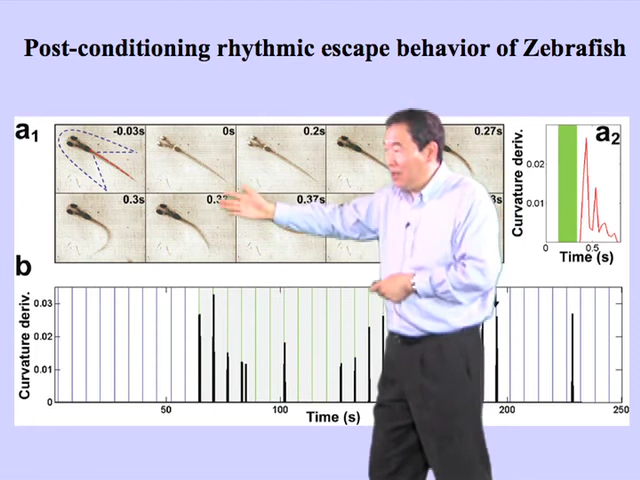 Post-conditioning rhythmic escape behavior of Zebrafish
a1
-0.03s
0s
0.2s
0.27s
0.3s
0.37s
a2
Curvature deriv.
0.02
0.01
0
0.5
Time (s)
b
Curvature deriv.
0.03
0.02
0.01
0
50
100
200
250
Time (s)